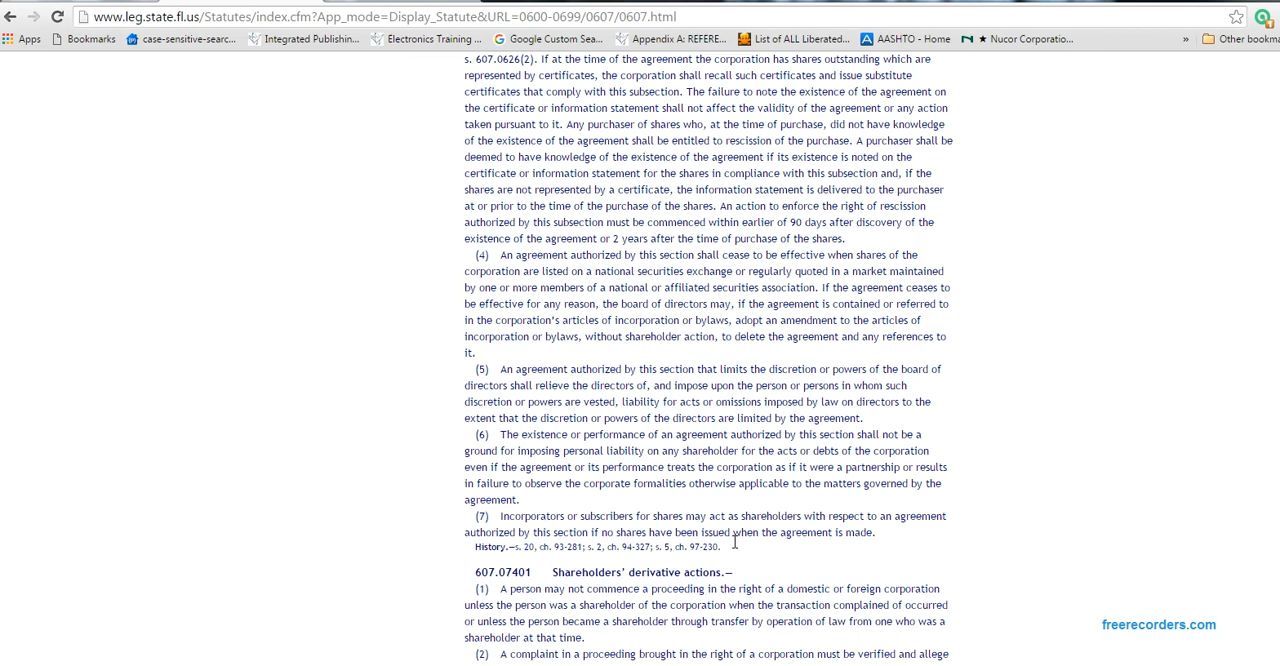 www.leg.state.fl.us/Statutes/index.cfm?App_mode=Display_Statute&URL=0600-0699/0607/0607.html
Apps Bookmarks case-sensitive-searc... Integrated Publishin... Electronics Training ... Google Custom Sea... Appendix A: REFERE... List of ALL Liberated... AASHTO - Home ★ Nucor Corporatio... » Other bookma
s. 607.0626(2). If at the time of the agreement the corporation has shares outstanding which are
represented by certificates, the corporation shall recall such certificates and issue substitute
certificates that comply with this subsection. The failure to note the existence of the agreement on
the certificate or information statement shall not affect the validity of the agreement or any action
taken pursuant to it. Any purchaser of shares who, at the time of purchase, did not have knowledge
of the existence of the agreement shall be entitled to rescission of the purchase. A purchaser shall be
deemed to have knowledge of the existence of the agreement if its existence is noted on the
certificate or information statement for the shares in compliance with this subsection and, if the
shares are not represented by a certificate, the information statement is delivered to the purchaser
at or prior to the time of the purchase of the shares. An action to enforce the right of rescission
authorized by this subsection must be commenced within earlier of 90 days after discovery of the
existence of the agreement or 2 years after the time of purchase of the shares.
(4) An agreement authorized by this section shall cease to be effective when shares of the
corporation are listed on a national securities exchange or regularly quoted in a market maintained
by one or more members of a national or affiliated securities association. If the agreement ceases to
be effective for any reason, the board of directors may, if the agreement is contained or referred to
in the corporation's articles of incorporation or bylaws, adopt an amendment to the articles of
incorporation or bylaws, without shareholder action, to delete the agreement and any references to
it.
(5) An agreement authorized by this section that limits the discretion or powers of the board of
directors shall relieve the directors of, and impose upon the person or persons in whom such
discretion or powers are vested, liability for acts or omissions imposed by law on directors to the
extent that the discretion or powers of the directors are limited by the agreement.
(6) The existence or performance of an agreement authorized by this section shall not be a
ground for imposing personal liability on any shareholder for the acts or debts of the corporation
even if the agreement or its performance treats the corporation as if it were a partnership or results
in failure to observe the corporate formalities otherwise applicable to the matters governed by the
agreement.
(7) Incorporators or subscribers for shares may act as shareholders with respect to an agreement
authorized by this section if no shares have been issued when the agreement is made.
History.—s. 20, ch. 93-281; s. 2, ch. 94-327; s. 5, ch. 97-230.
607.07401 Shareholders' derivative actions.—
(1) A person may not commence a proceeding in the right of a domestic or foreign corporation
unless the person was a shareholder of the corporation when the transaction complained of occurred
or unless the person became a shareholder through transfer by operation of law from one who was a
shareholder at that time.
(2) A complaint in a proceeding brought in the right of a corporation must be verified and allege
freerecorders.com